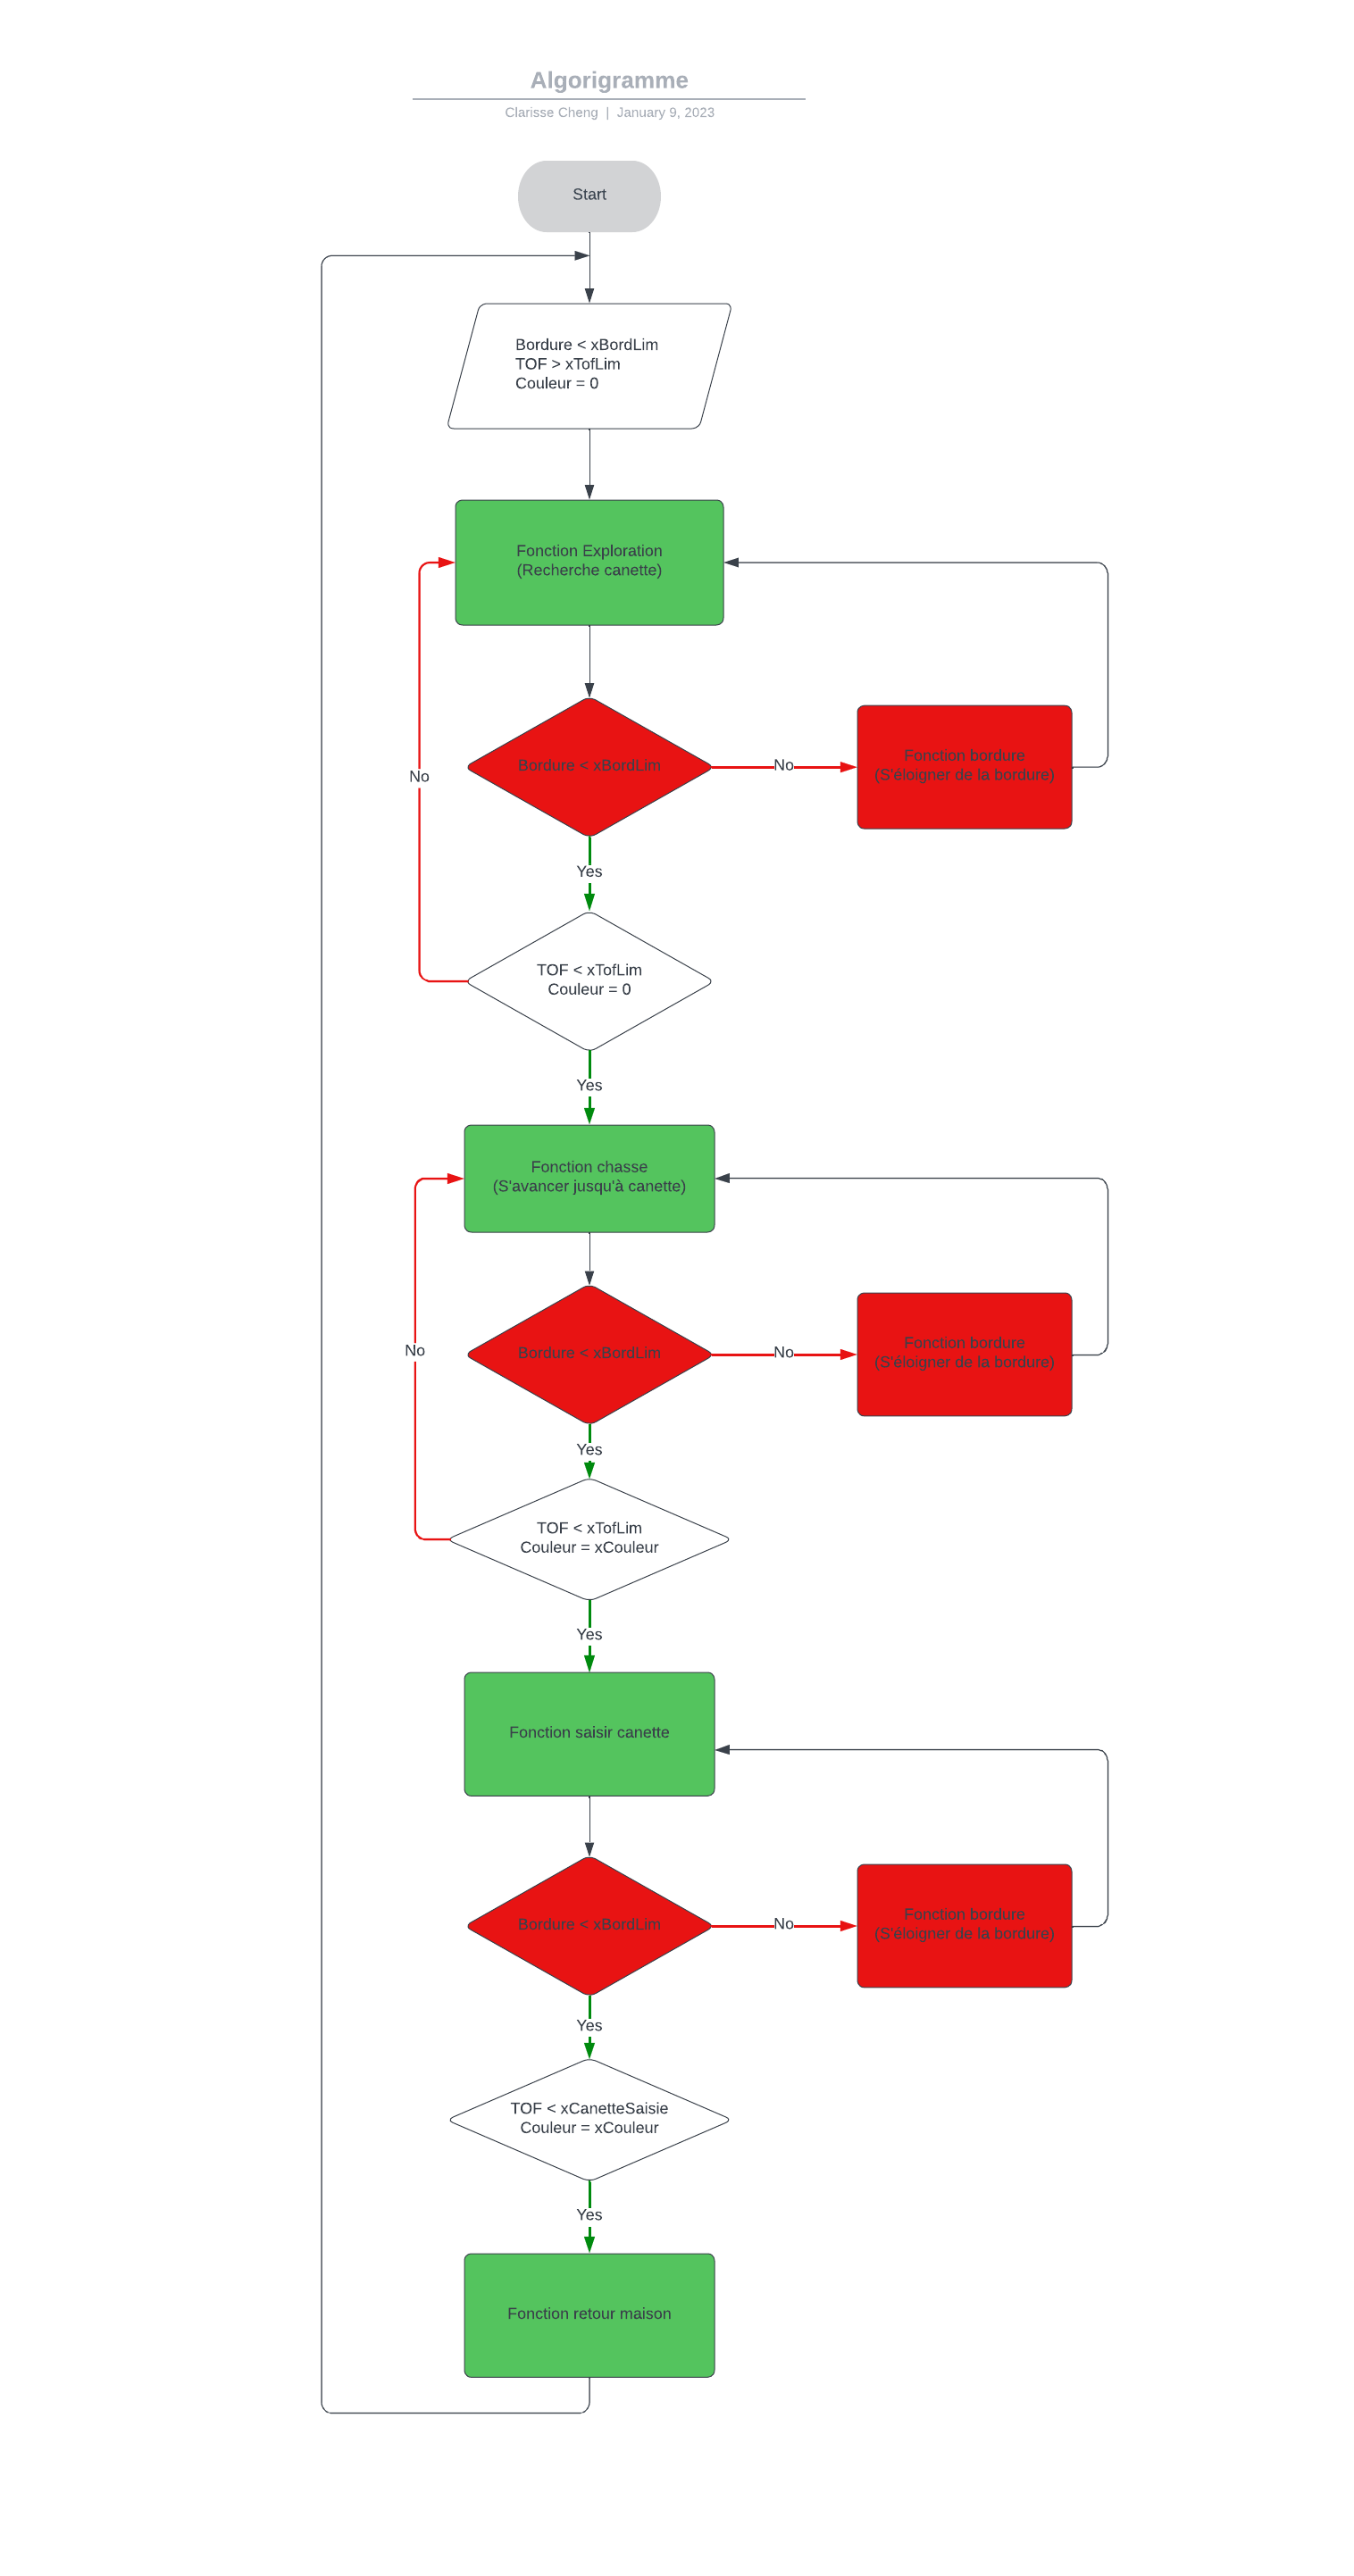 Algorigramme
Clarisse Cheng | January 9, 2023
Start
Bordure < xBordLim
TOF > xTofLim
Couleur = 0
Fonction Exploration
(Recherche canette)
Bordure < xBordLim
No
Fonction bordure
(S'éloigner de la bordure)
No
Yes
TOF < xTofLim
Couleur = 0
Yes
Fonction chasse
(S'avancer jusqu'à canette)
Bordure < xBordLim
No
Fonction bordure
(S'éloigner de la bordure)
No
Yes
TOF < xTofLim
Couleur = xCouleur
Yes
Fonction saisir canette
Bordure < xBordLim
No
Fonction bordure
(S'éloigner de la bordure)
Yes
TOF < xCanetteSaisie
Couleur = xCouleur
Yes
Fonction retour maison